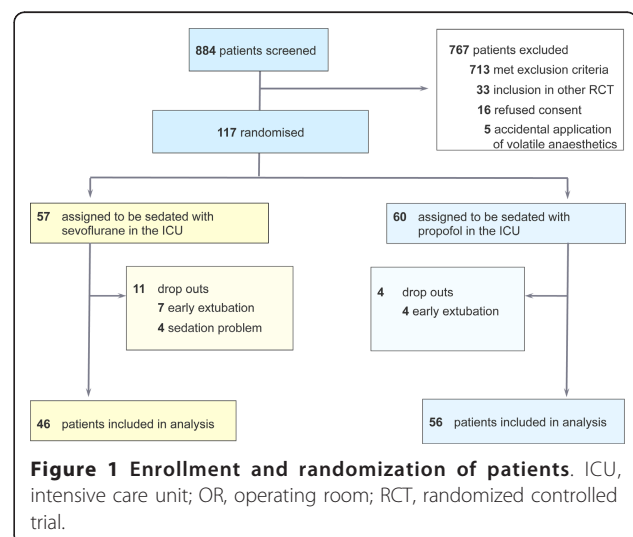 884 patients screened
767 patients excluded
713 met exclusion criteria
33 inclusion in other RCT
16 refused consent
5 accidental application
of volatile anaesthetics
117 randomised
57 assigned to be sedated with
sevoflurane in the ICU
60 assigned to be sedated with
propofol in the ICU
11 drop outs
7 early extubation
4 sedation problem
4 drop outs
4 early extubation
46 patients included in analysis
56 patients included in analysis
Figure 1 Enrollment and randomization of patients. ICU,
intensive care unit; OR, operating room; RCT, randomized controlled
trial.